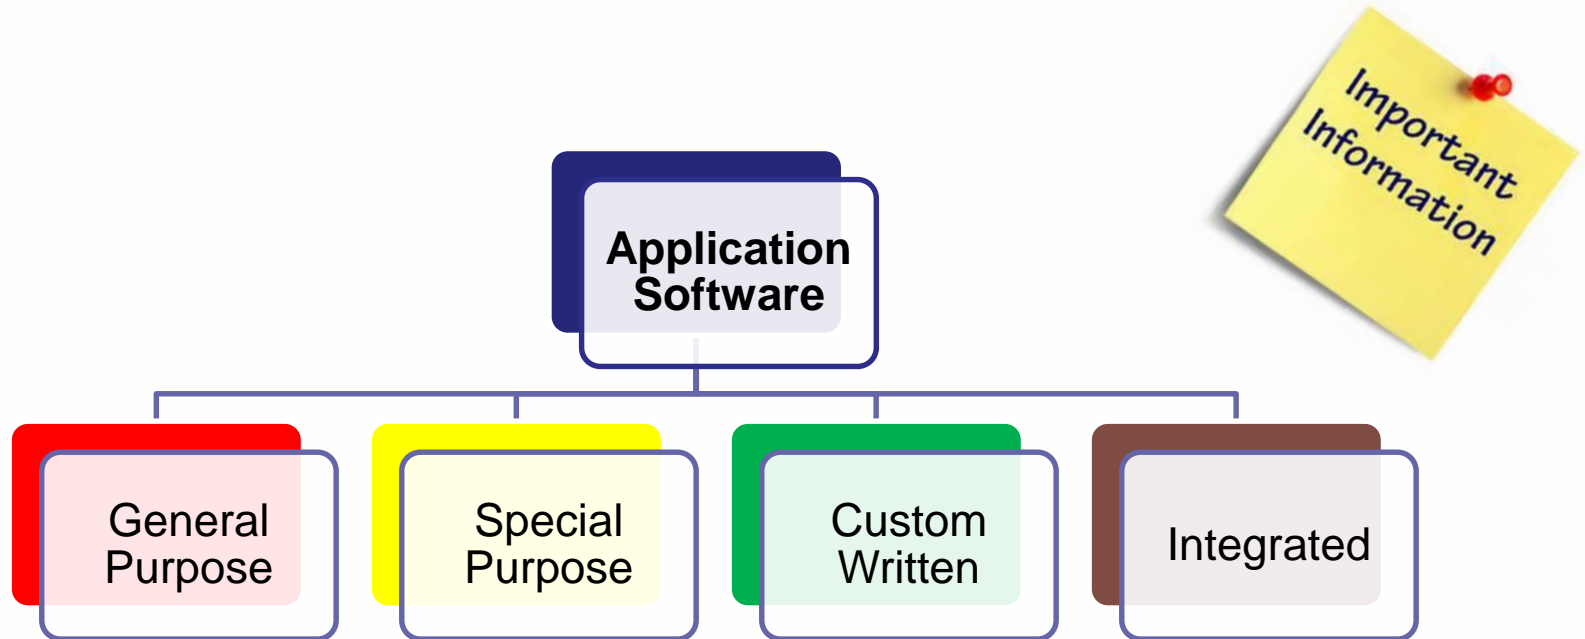 Important
Information
Application
Software
General
Purpose
Special
Purpose
Custom
Written
Integrated